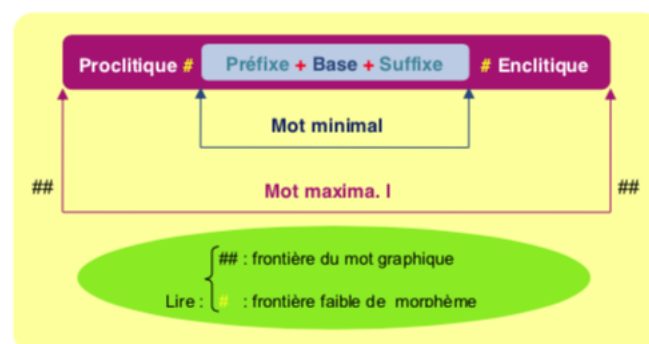 Proclitique # Préfixe + Base + Suffixe # Enclitique
Mot minimal
## Mot maxima. l ##
## : frontière du mot graphique
Lire :
# : frontière faible de morphème